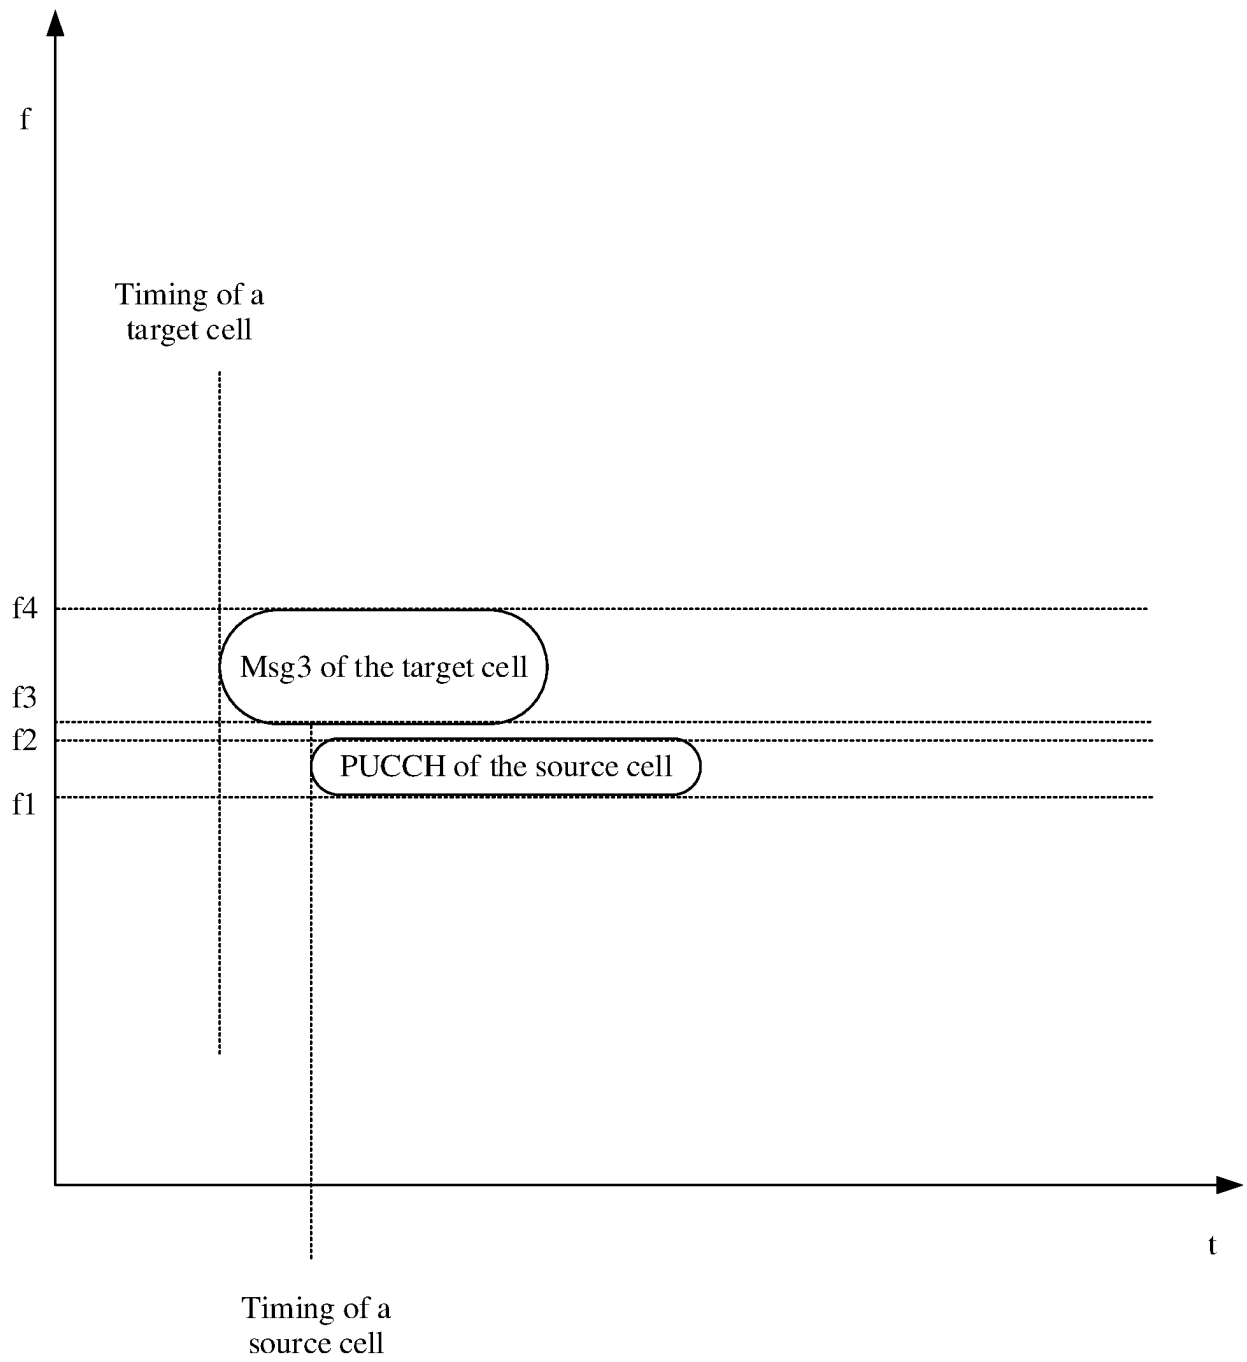 f
Timing of a
target cell
f4
Msg3 of the target cell
f3
f2
PUCCH of the source cell
f1
t
Timing of a
source cell